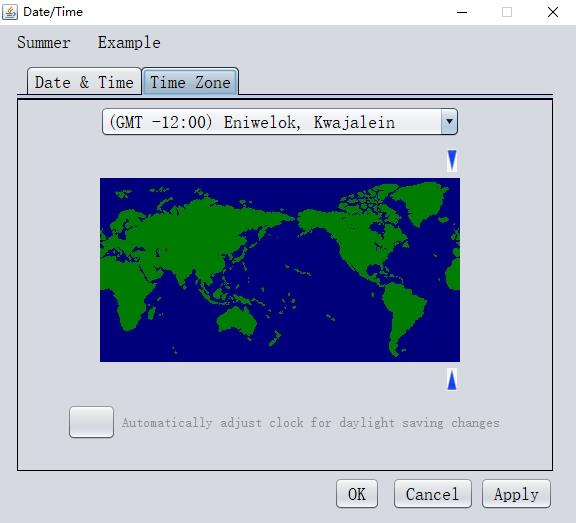 Date/Time
Summer Example
Date & Time Time Zone
(GMT -12:00) Eniwelok, Kwajalein
Automatically adjust clock for daylight saving changes
OK Cancel Apply